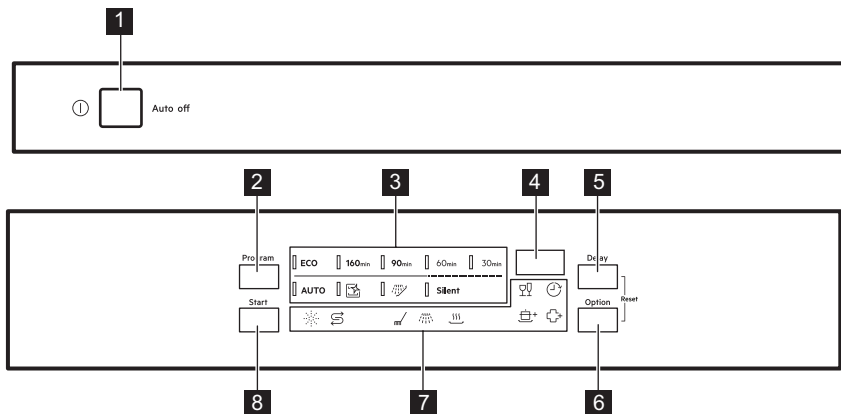 1
Auto off
2
3
4
5
Program
ECO 160min 90min 60min 30min
Delay
AUTO Silent
Start
Option
Reset
8
7
6